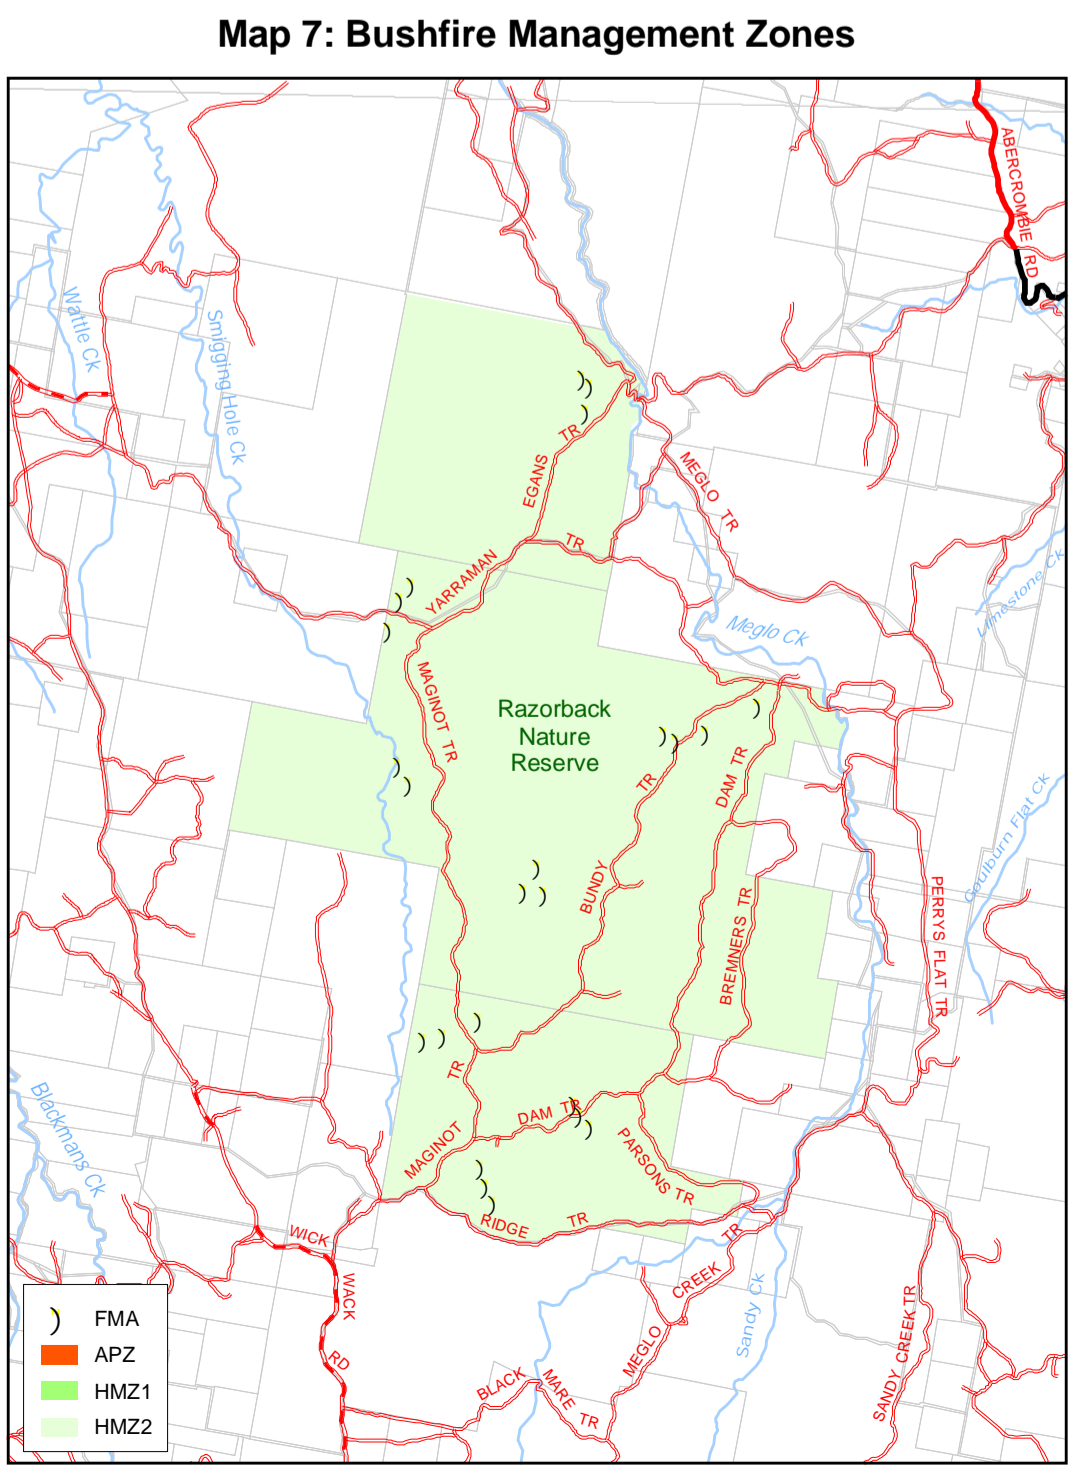 Map 7: Bushfire Management Zones
ABERCROMBIE RD
Wattle Ck
Smigging Hole Ck
EGANS TR
MEGLO TR
YARRAMAN TR
Limestone Ck
Meglo Ck
MAGINOT TR
Razorback
Nature
Reserve
DAM TR
BUNDY TR
Goulburn Flat Ck
PERRYS FLAT TR
BREMNERS TR
Blackmans Ck
MAGINOT TR
DAM TR
PARSONS TR
RIDGE TR
WICK WACK RD
MEGLO CREEK TR
Sandy Ck
SANDY CREEK TR
BLACK MARE TR
FMA
APZ
HMZ1
HMZ2